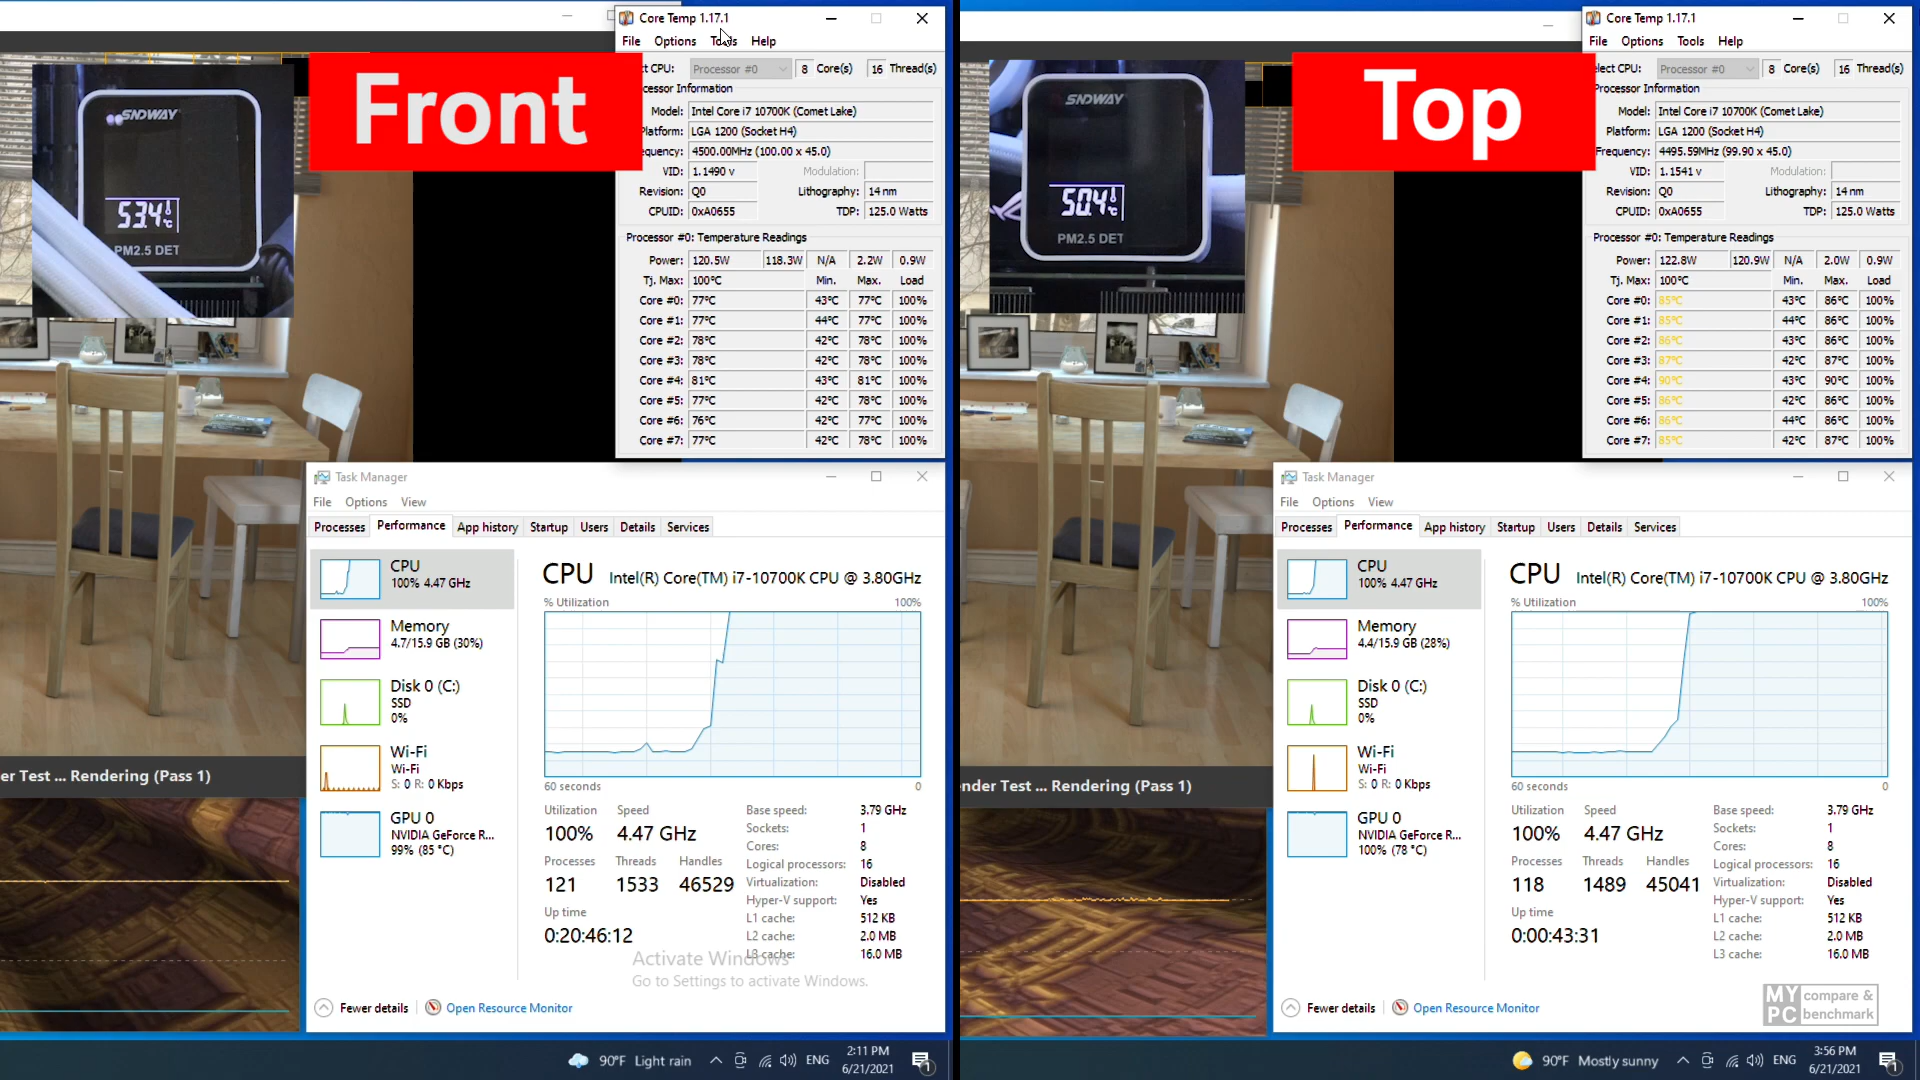 Front
SNDWAY
53.4 °C
PM2.5 DET
Core Temp 1.17.1
File Options Tools Help
ct CPU: Processor #0 8 Core(s) 16 Thread(s)
cessor Information
Model: Intel Core i7 10700K (Comet Lake)
Platform: LGA 1200 (Socket H4)
equency: 4500.00MHz (100.00 x 45.0)
VID: 1.1490 v Modulation:
Revision: Q0 Lithography: 14 nm
CPUID: 0xA0655 TDP: 125.0 Watts
Processor #0: Temperature Readings
Power: 120.5W 118.3W N/A 2.2W 0.9W
Tj. Max: 100°C Min. Max. Load
Core #0: 77°C 43°C 77°C 100%
Core #1: 77°C 44°C 77°C 100%
Core #2: 78°C 42°C 78°C 100%
Core #3: 78°C 42°C 78°C 100%
Core #4: 81°C 43°C 81°C 100%
Core #5: 77°C 42°C 78°C 100%
Core #6: 76°C 42°C 77°C 100%
Core #7: 77°C 42°C 78°C 100%
Task Manager
File Options View
Processes Performance App history Startup Users Details Services
CPU
100% 4.47 GHz
Memory
4.7/15.9 GB (30%)
Disk 0 (C:)
SSD
0%
Wi-Fi
Wi-Fi
S: 0 R: 0 Kbps
GPU 0
NVIDIA GeForce R...
99% (85 °C)
CPU Intel(R) Core(TM) i7-10700K CPU @ 3.80GHz
% Utilization 100%
60 seconds 0
Utilization Speed
100% 4.47 GHz
Processes Threads Handles
121 1533 46529
Up time
0:20:46:12
Base speed: 3.79 GHz
Sockets: 1
Cores: 8
Logical processors: 16
Virtualization: Disabled
Hyper-V support: Yes
L1 cache: 512 KB
L2 cache: 2.0 MB
L3 cache: 16.0 MB
Activate Windows
Go to Settings to activate Windows.
Fewer details Open Resource Monitor
er Test ... Rendering (Pass 1)
90°F Light rain ENG 2:11 PM
6/21/2021
1
Top
SNDWAY
50.4 °C
PM2.5 DET
Core Temp 1.17.1
File Options Tools Help
elect CPU: Processor #0 8 Core(s) 16 Thread(s)
Processor Information
Model: Intel Core i7 10700K (Comet Lake)
Platform: LGA 1200 (Socket H4)
Frequency: 4495.59MHz (99.90 x 45.0)
VID: 1.1541 v Modulation:
Revision: Q0 Lithography: 14 nm
CPUID: 0xA0655 TDP: 125.0 Watts
Processor #0: Temperature Readings
Power: 122.8W 120.9W N/A 2.0W 0.9W
Tj. Max: 100°C Min. Max. Load
Core #0: 85°C 43°C 86°C 100%
Core #1: 85°C 44°C 86°C 100%
Core #2: 86°C 43°C 86°C 100%
Core #3: 87°C 42°C 87°C 100%
Core #4: 90°C 43°C 90°C 100%
Core #5: 86°C 42°C 86°C 100%
Core #6: 86°C 44°C 86°C 100%
Core #7: 85°C 42°C 87°C 100%
Task Manager
File Options View
Processes Performance App history Startup Users Details Services
CPU
100% 4.47 GHz
Memory
4.4/15.9 GB (28%)
Disk 0 (C:)
SSD
0%
Wi-Fi
Wi-Fi
S: 0 R: 0 Kbps
GPU 0
NVIDIA GeForce R...
100% (78 °C)
CPU Intel(R) Core(TM) i7-10700K CPU @ 3.80GHz
% Utilization 100%
60 seconds 0
Utilization Speed
100% 4.47 GHz
Processes Threads Handles
118 1489 45041
Up time
0:00:43:31
Base speed: 3.79 GHz
Sockets: 1
Cores: 8
Logical processors: 16
Virtualization: Disabled
Hyper-V support: Yes
L1 cache: 512 KB
L2 cache: 2.0 MB
L3 cache: 16.0 MB
Fewer details Open Resource Monitor
MY PC compare &
benchmark
nder Test ... Rendering (Pass 1)
90°F Mostly sunny ENG 3:56 PM
6/21/2021
1